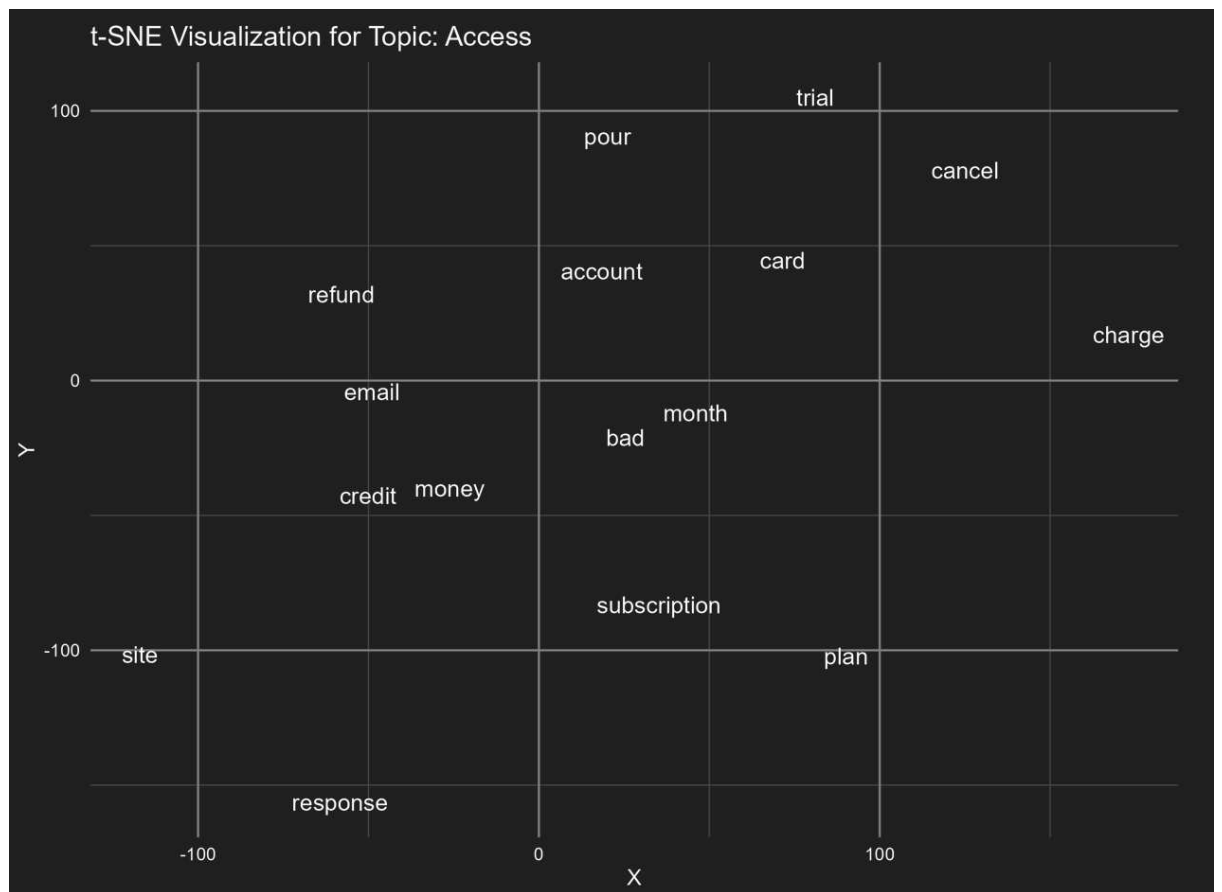 t-SNE Visualization for Topic: Access
trial
100
pour
cancel
card
account
refund
charge
0
email
month
bad
Y
money
credit
subscription
-100
site
plan
response
-100
0
100
X